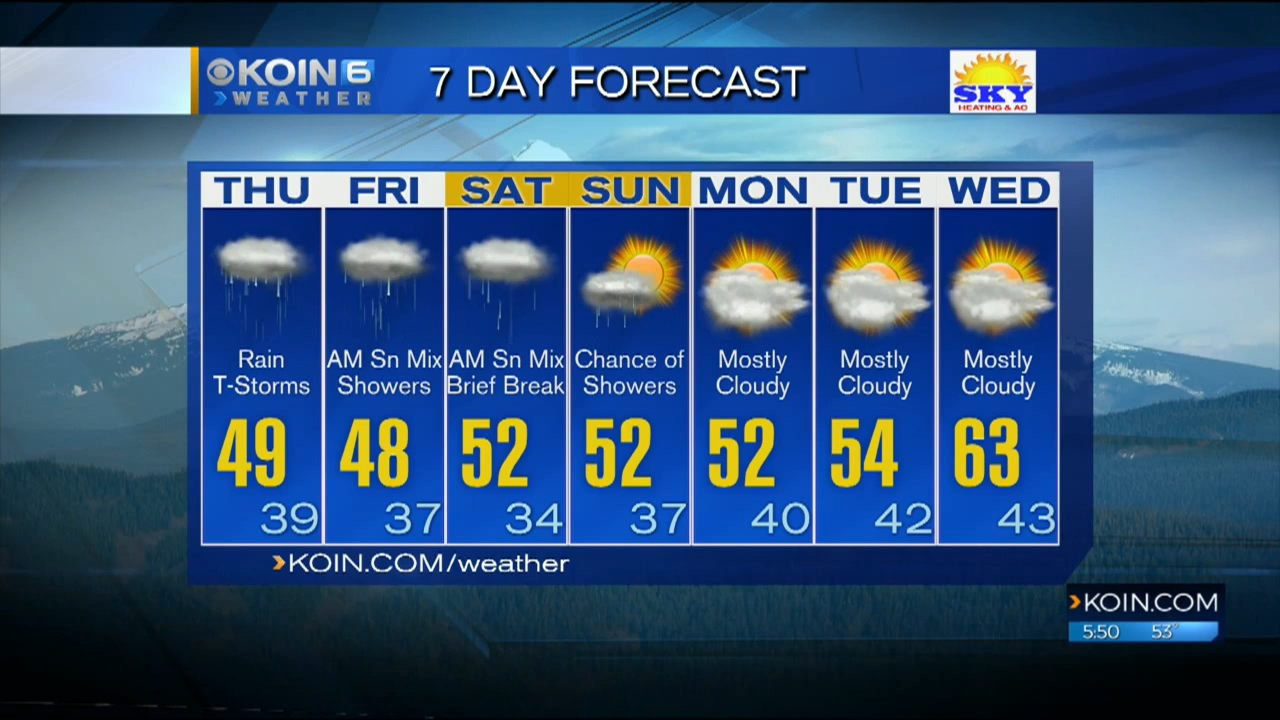 KOIN 6
WEATHER
7 DAY FORECAST
SKY
HEATING & AC
THU FRI SAT SUN MON TUE WED
Rain AM Sn Mix AM Sn Mix Chance of Mostly Mostly Mostly
T-Storms Showers Brief Break Showers Cloudy Cloudy Cloudy
49 48 52 52 52 54 63
39 37 34 37 40 42 43
KOIN.COM/weather
KOIN.COM
5:50 53°